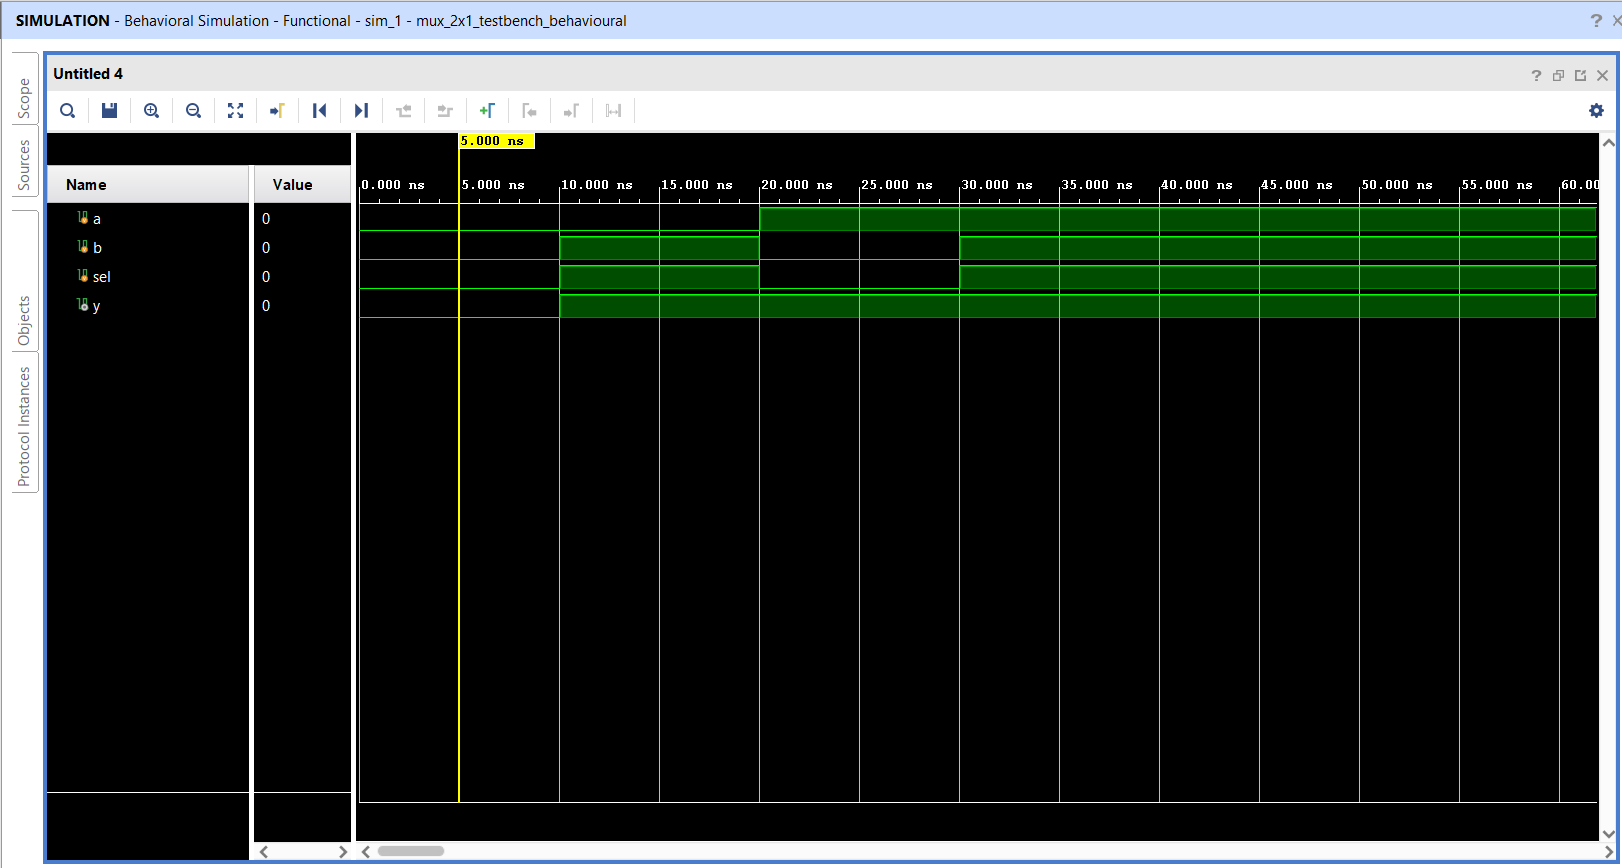 SIMULATION - Behavioral Simulation - Functional - sim_1 - mux_2x1_testbench_behavioural
Scope
Sources
Objects
Protocol Instances
Untitled 4
5.000 ns
Name Value
0.000 ns 5.000 ns 10.000 ns 15.000 ns 20.000 ns 25.000 ns 30.000 ns 35.000 ns 40.000 ns 45.000 ns 50.000 ns 55.000 ns 60.00
a 0
b 0
sel 0
y 0